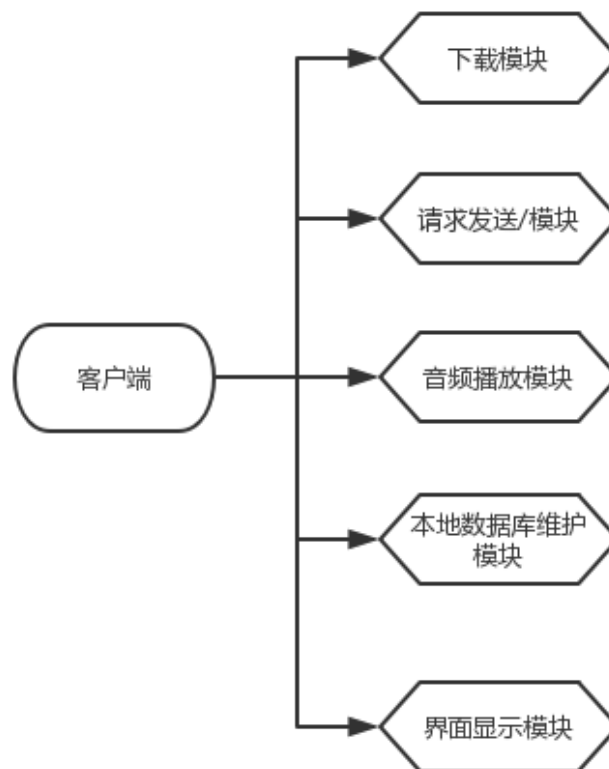 下载模块
请求发送/模块
客户端
音频播放模块
本地数据库维护
模块
界面显示模块